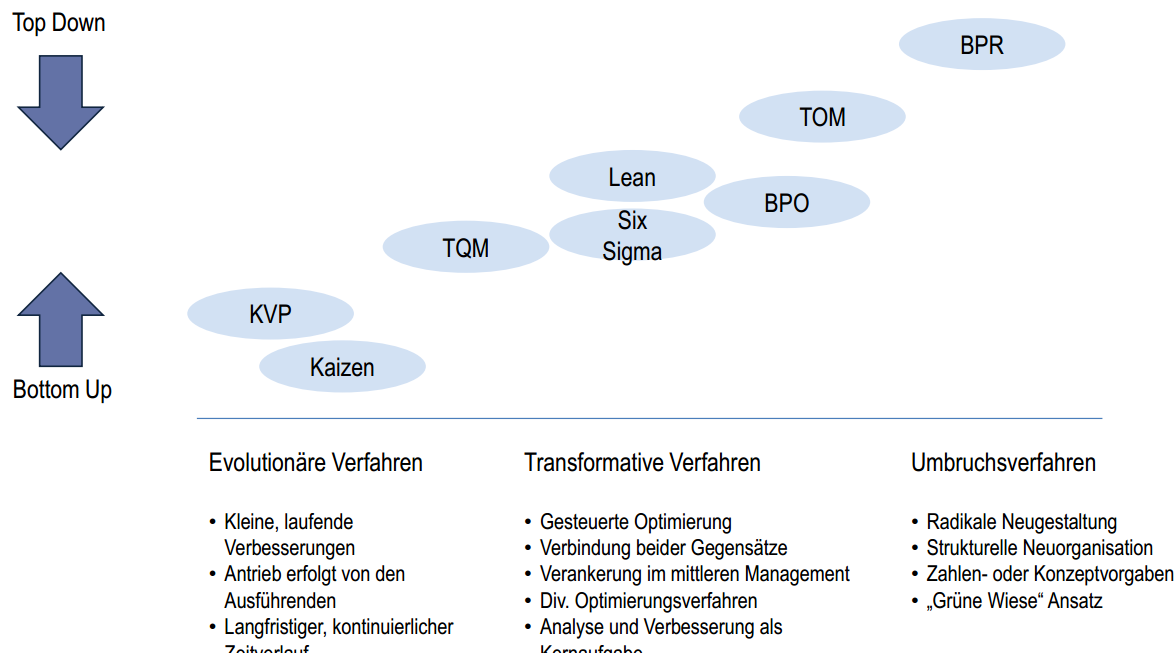 Top Down
BPR
TOM
Lean
BPO
Six
Sigma
TQM
KVP
Kaizen
Bottom Up
Evolutionäre Verfahren
• Kleine, laufende
Verbesserungen
• Antrieb erfolgt von den
Ausführenden
• Langfristiger, kontinuierlicher
Zeitverlauf
Transformative Verfahren
• Gesteuerte Optimierung
• Verbindung beider Gegensätze
• Verankerung im mittleren Management
• Div. Optimierungsverfahren
• Analyse und Verbesserung als
Kernaufgabe
Umbruchsverfahren
• Radikale Neugestaltung
• Strukturelle Neuorganisation
• Zahlen- oder Konzeptvorgaben
• „Grüne Wiese“ Ansatz